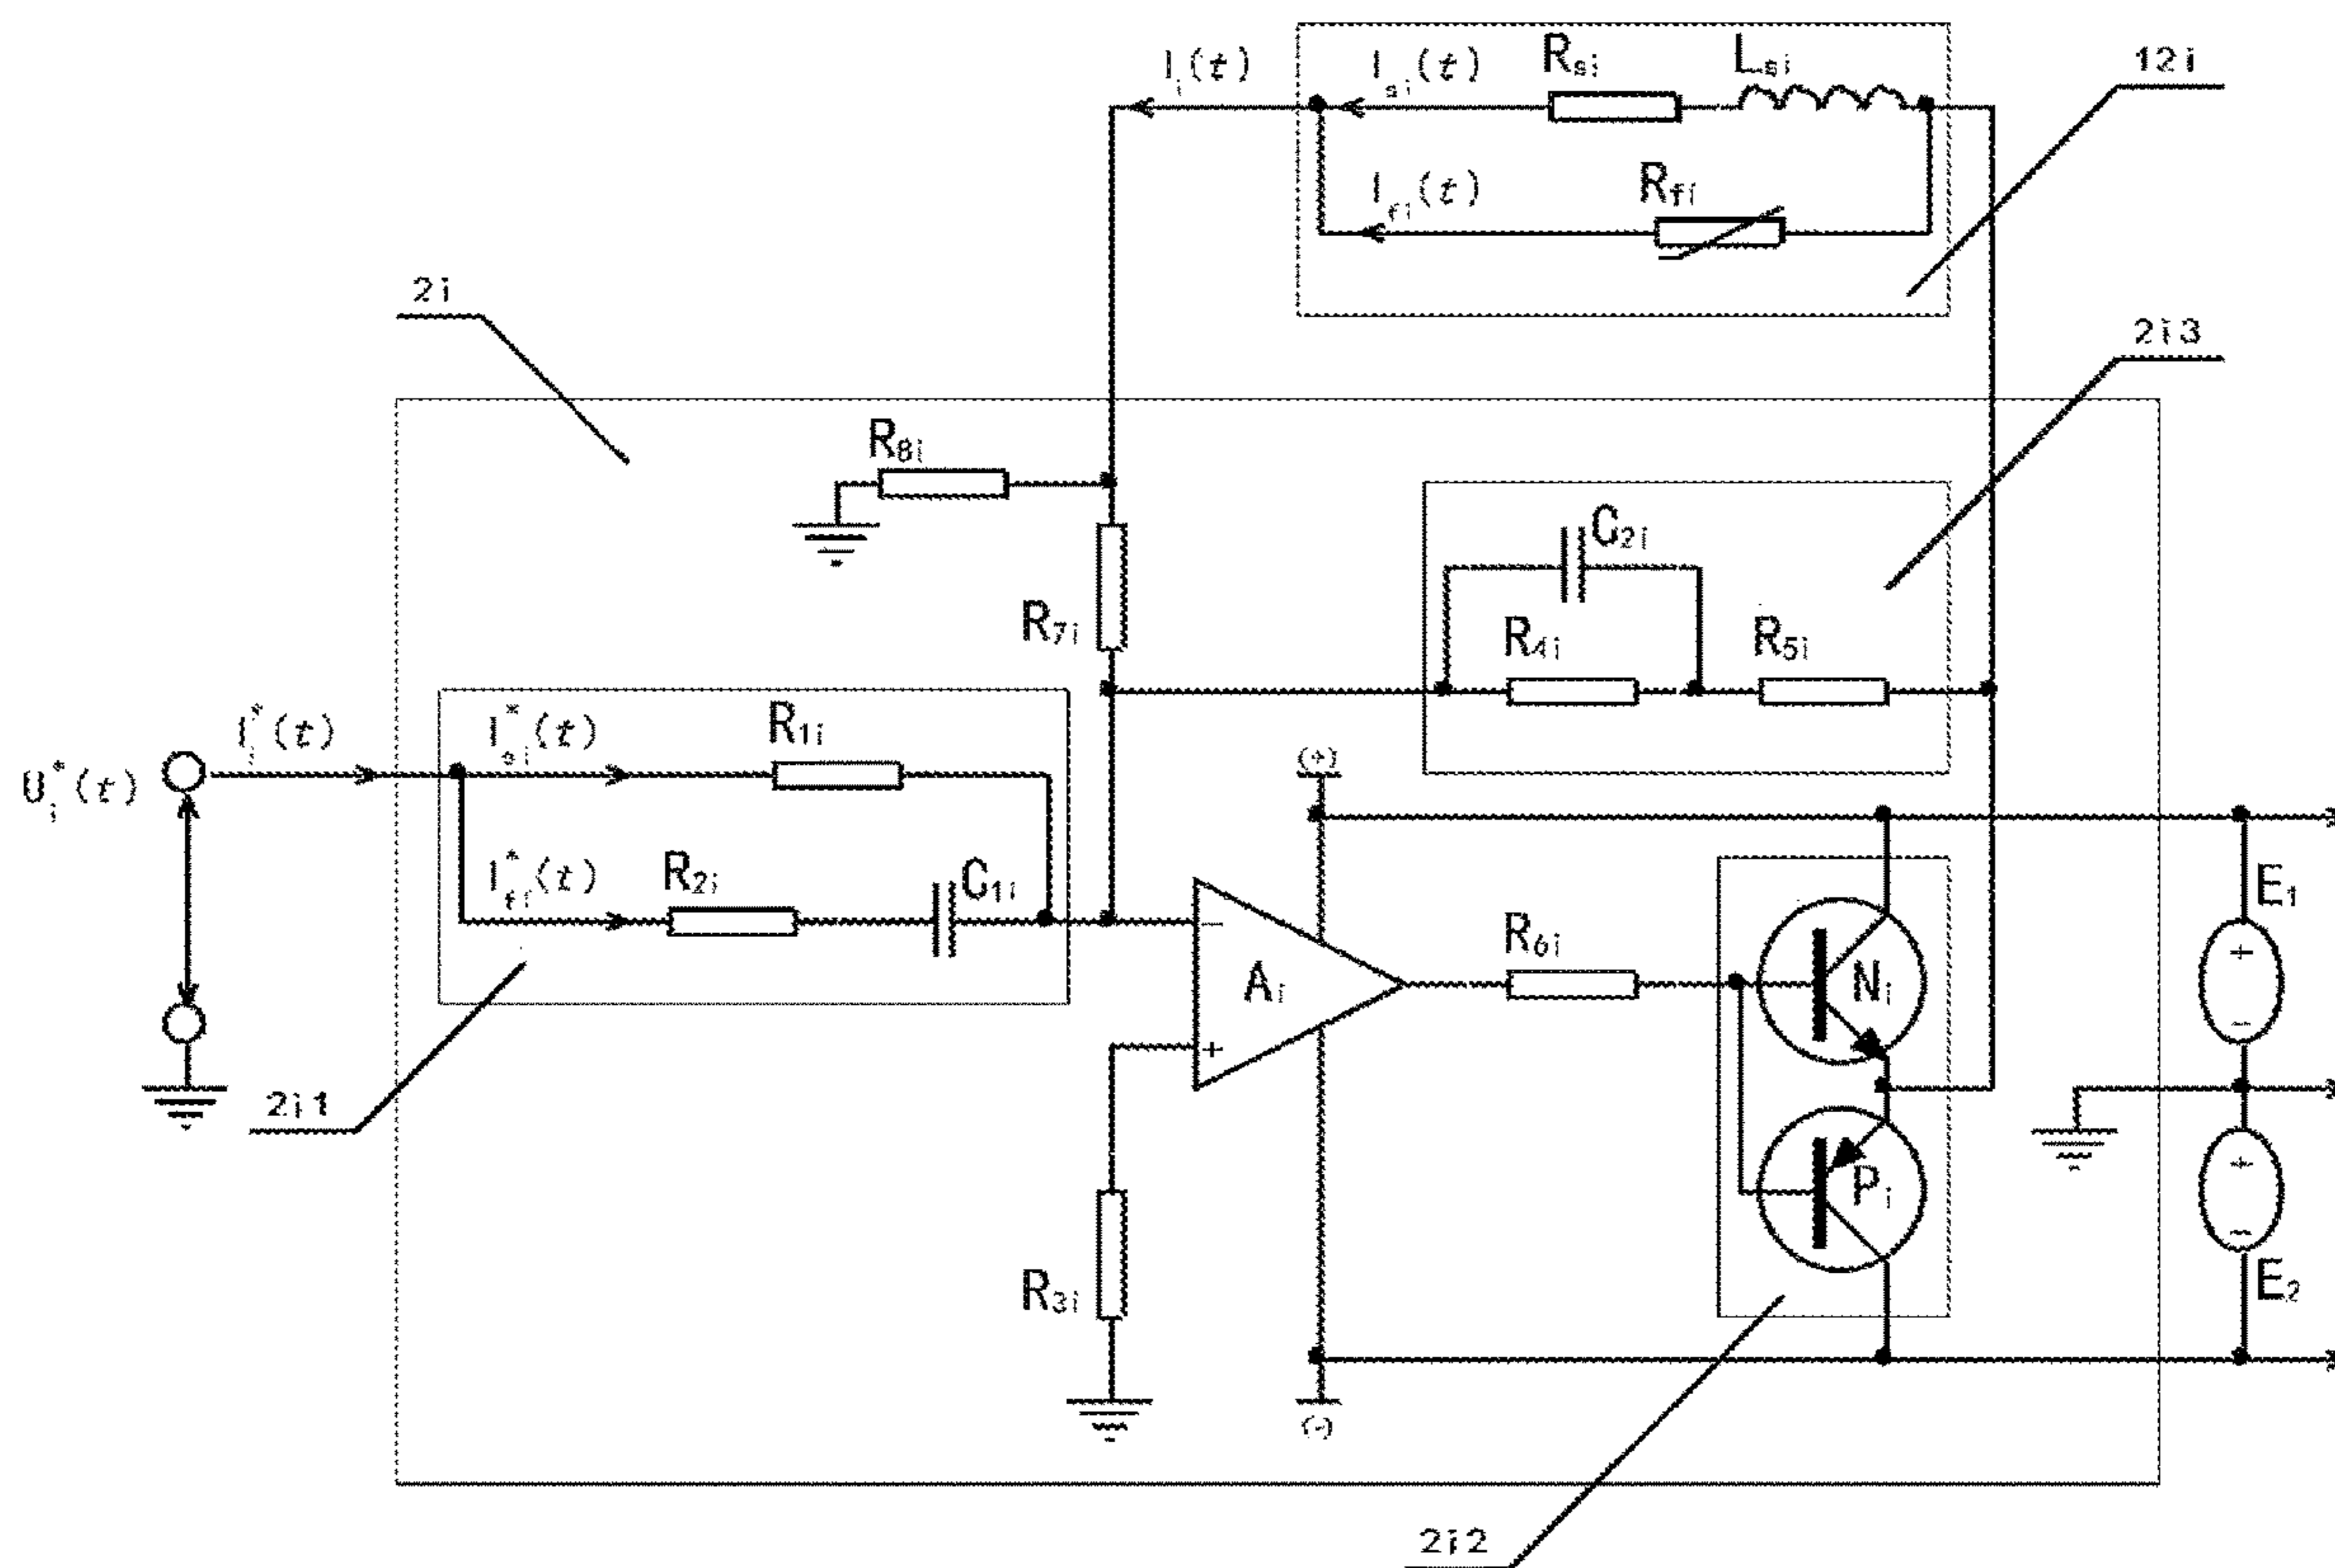 I_i(t)
I_si(t)
R_si
L_si
12i
I_fi(t)
R_fi
2i
2i3
R_8i
C_2i
R_7i
R_4i
R_5i
I_i^*(t)
I_si^*(t)
R_1i
(+)
U_i^*(t)
I_fi^*(t)
R_2i
C_1i
E_1
−
R_6i
A_i
N_i
+
−
+
2i1
+
P_i
−
R_3i
E_2
(-)
2i2